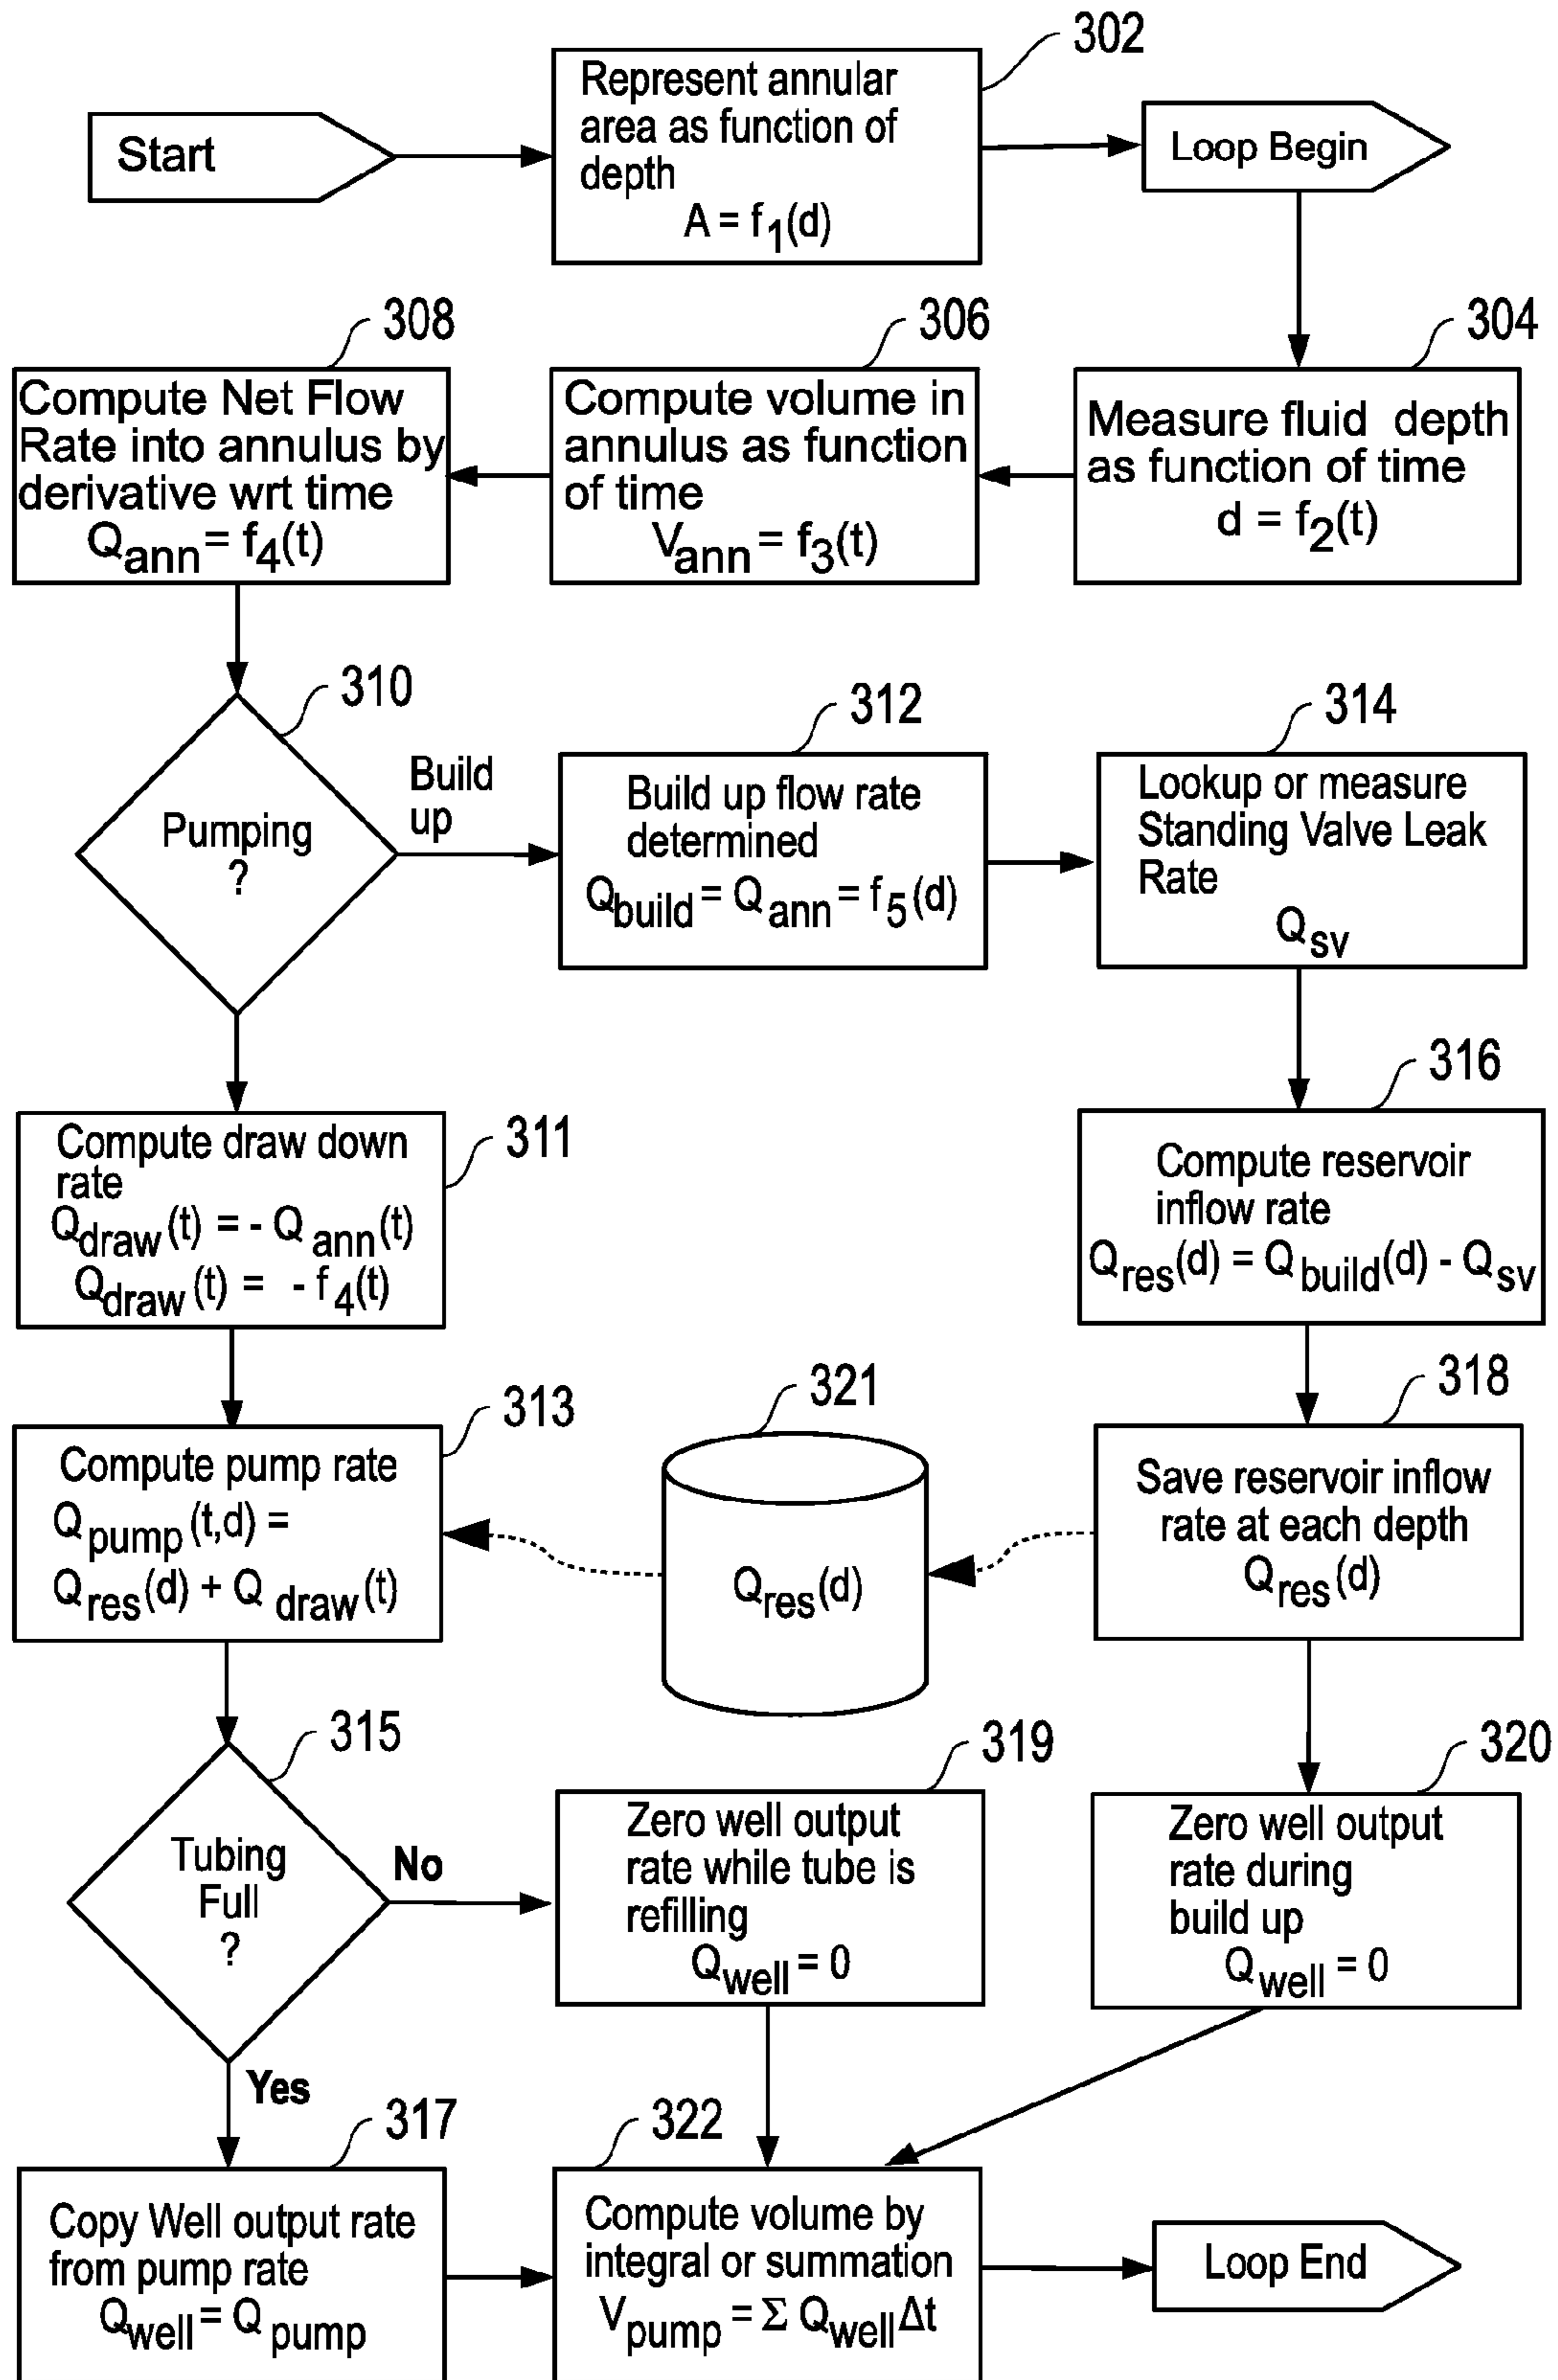 302
Start
Represent annular
area as function of
depth
A = f1(d)
Loop Begin
308
306
304
Compute Net Flow
Rate into annulus by
derivative wrt time
Qann = f4(t)
Compute volume in
annulus as function
of time
Vann = f3(t)
Measure fluid depth
as function of time
d = f2(t)
310
312
314
Pumping
?
Build
up
Build up flow rate
determined
Qbuild = Qann = f5(d)
Lookup or measure
Standing Valve Leak
Rate
Qsv
311
316
Compute draw down
rate
Qdraw(t) = - Qann(t)
Qdraw(t) = - f4(t)
Compute reservoir
inflow rate
Qres(d) = Qbuild(d) - Qsv
313
321
318
Compute pump rate
Qpump(t,d) =
Qres(d) + Qdraw(t)
Qres(d)
Save reservoir inflow
rate at each depth
Qres(d)
315
319
320
Tubing
Full
?
No
Zero well output
rate while tube is
refilling
Qwell = 0
Zero well output
rate during
build up
Qwell = 0
Yes
317
322
Copy Well output rate
from pump rate
Qwell = Qpump
Compute volume by
integral or summation
Vpump = Σ QwellΔt
Loop End